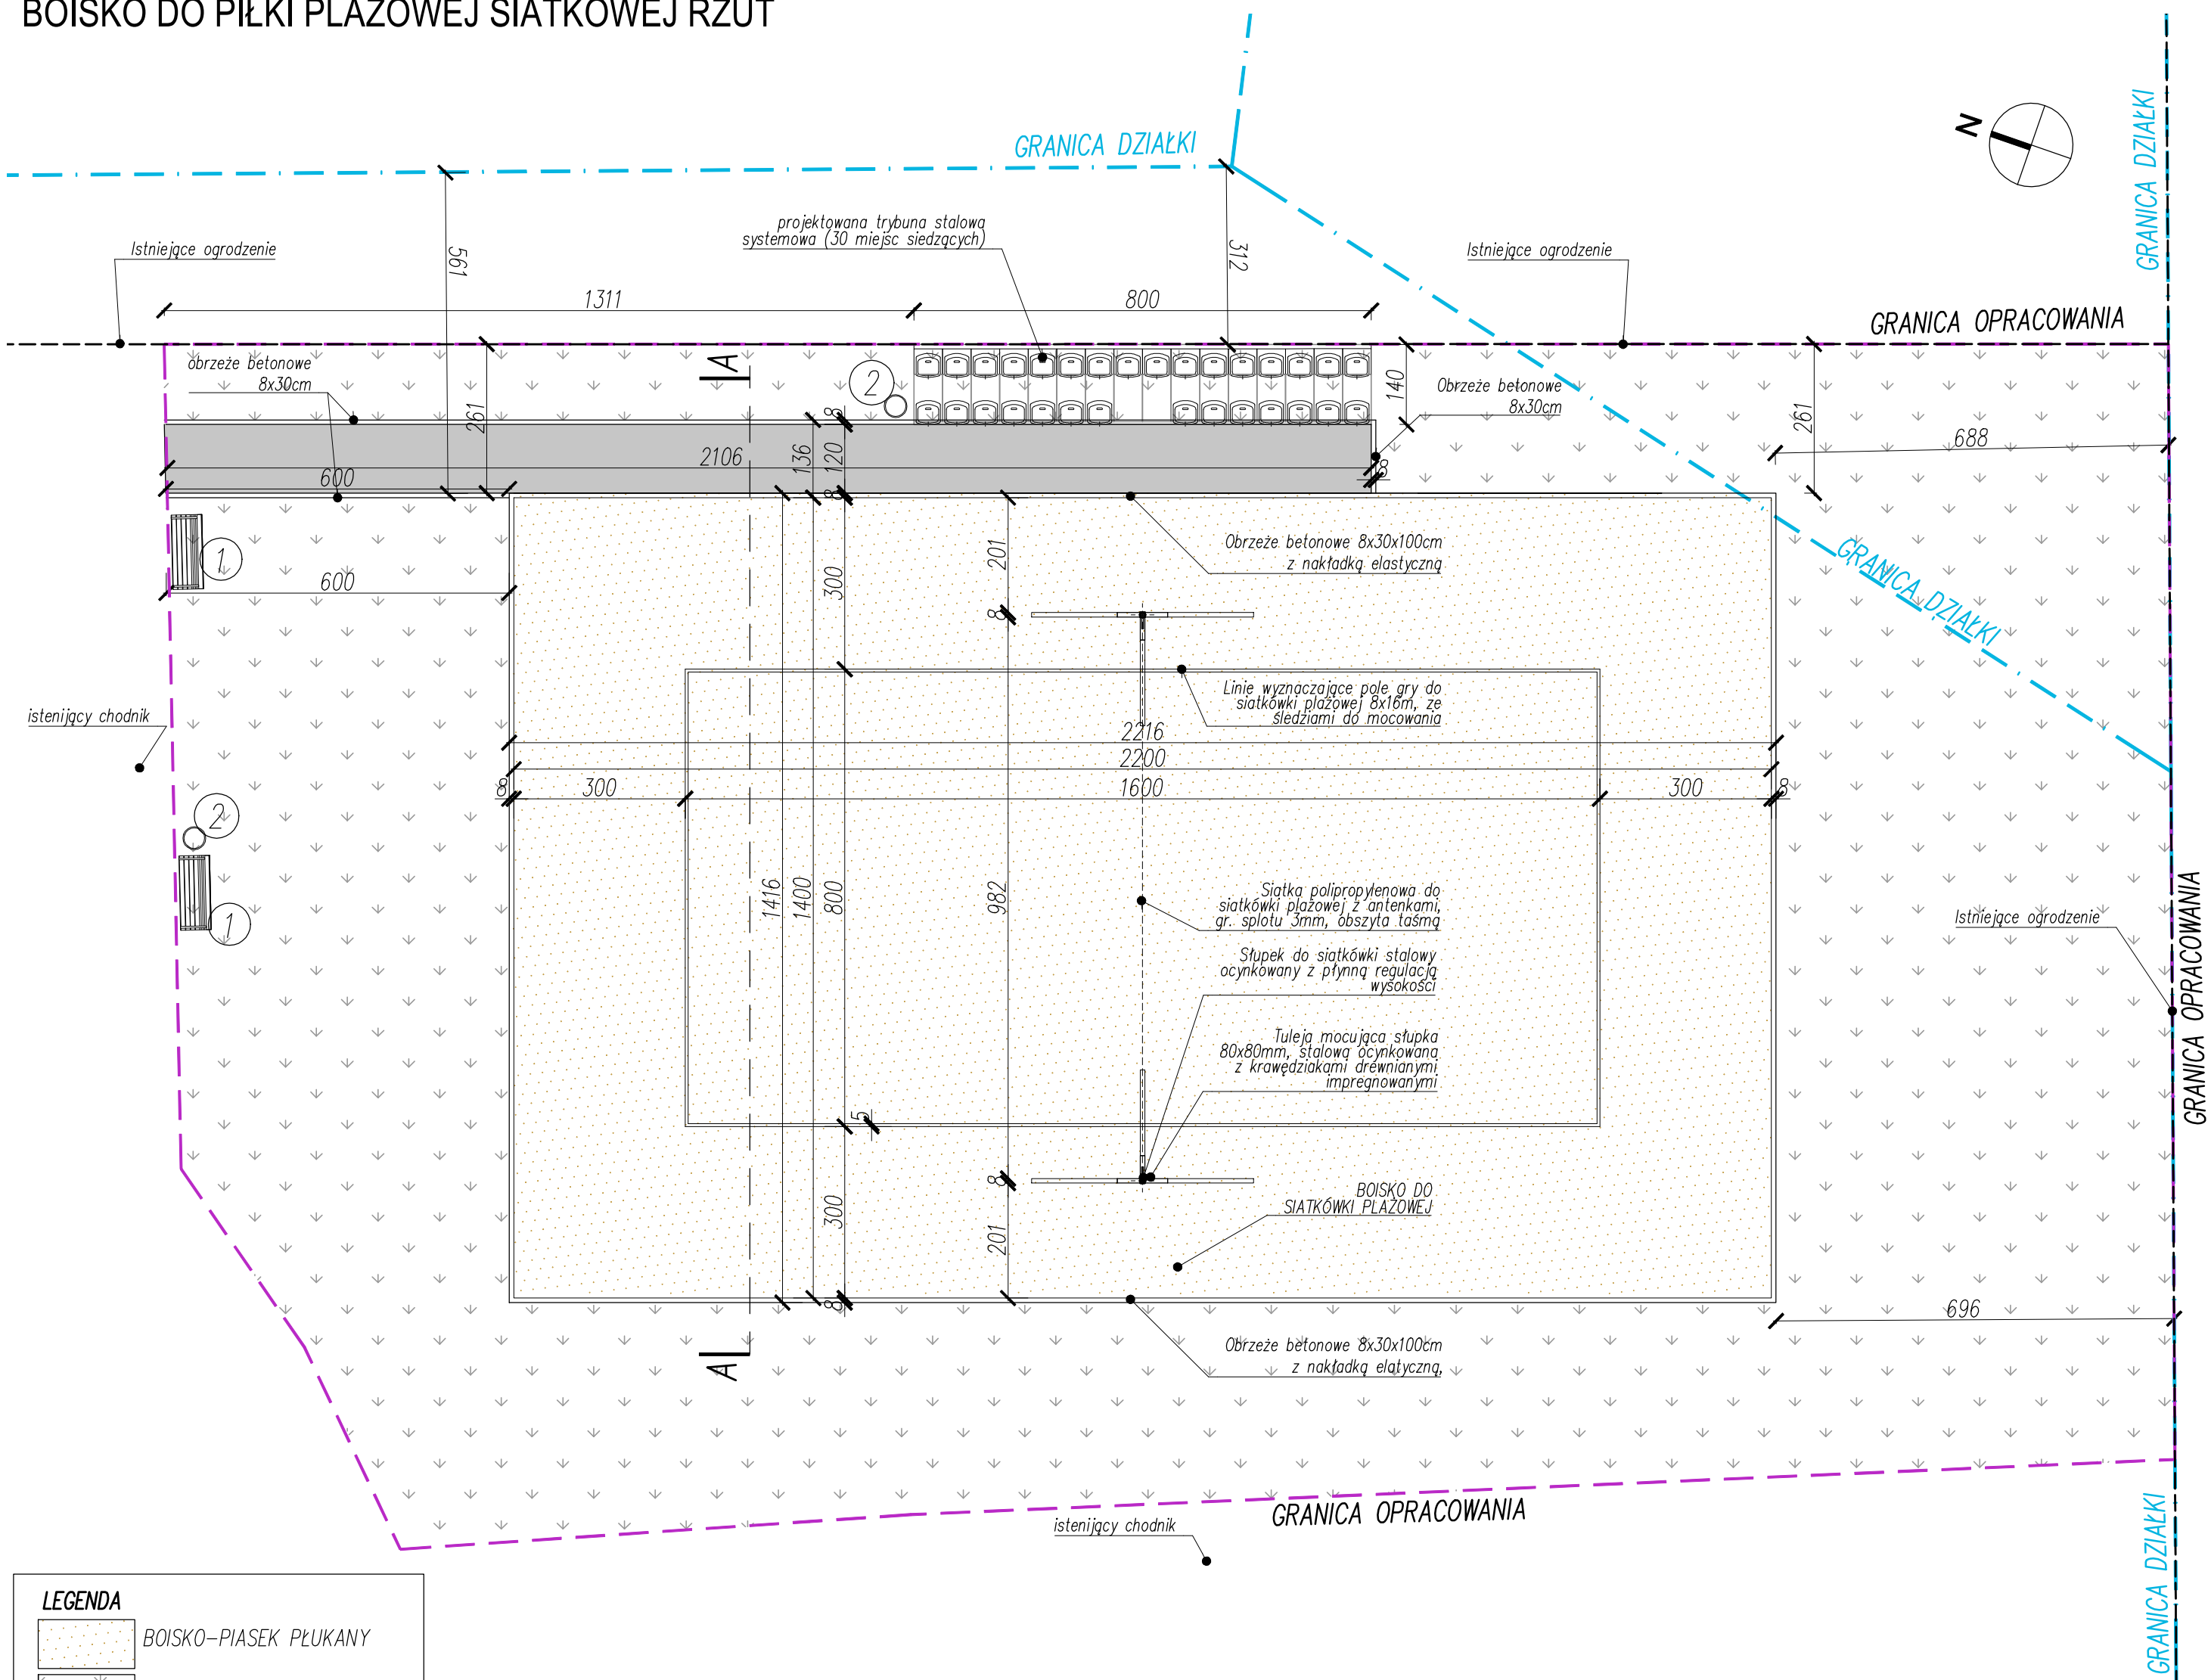 BOISKO DO PIŁKI PLAŻOWEJ SIATKOWEJ RZUT
GRANICA DZIAŁKI
N
GRANICA DZIAŁKI
projektowana trybuna stalowa
systemowa (30 miejsc siedzących)
Istniejące ogrodzenie
561
312
Istniejące ogrodzenie
1311
800
GRANICA OPRACOWANIA
obrzeże betonowe
8x30cm
A
2
140
Obrzeże betonowe
8x30cm
261
261
8
688
2106
136
120
8
600
8
1
600
201
300
Obrzeże betonowe 8x30x100cm
z nakładką elastyczną
GRANICA DZIAŁKI
8
Linie wyznaczające pole gry do
siatkówki plażowej 8x16m, ze
śledziami do mocowania
istenijący chodnik
2216
2200
8
300
1600
300
8
2
1
1416
1400
800
982
Siatka polipropylenowa do
siatkówki plażowej z antenkami,
gr. splotu 3mm, obszyta taśmą
Istniejące ogrodzenie
GRANICA OPRACOWANIA
Słupek do siatkówki stalowy
ocynkowany z płynną regulacją
wysokości
Tuleja mocująca słupka
80x80mm, stalowa ocynkowana
z krawędziakami drewnianymi
impregnowanymi
5
8
BOISKO DO
SIATKÓWKI PLAŻOWEJ
300
201
8
696
A
Obrzeże betonowe 8x30x100cm
z nakładką elatyczną,
GRANICA OPRACOWANIA
istenijący chodnik
GRANICA DZIAŁKI
LEGENDA
BOISKO-PIASEK PŁUKANY